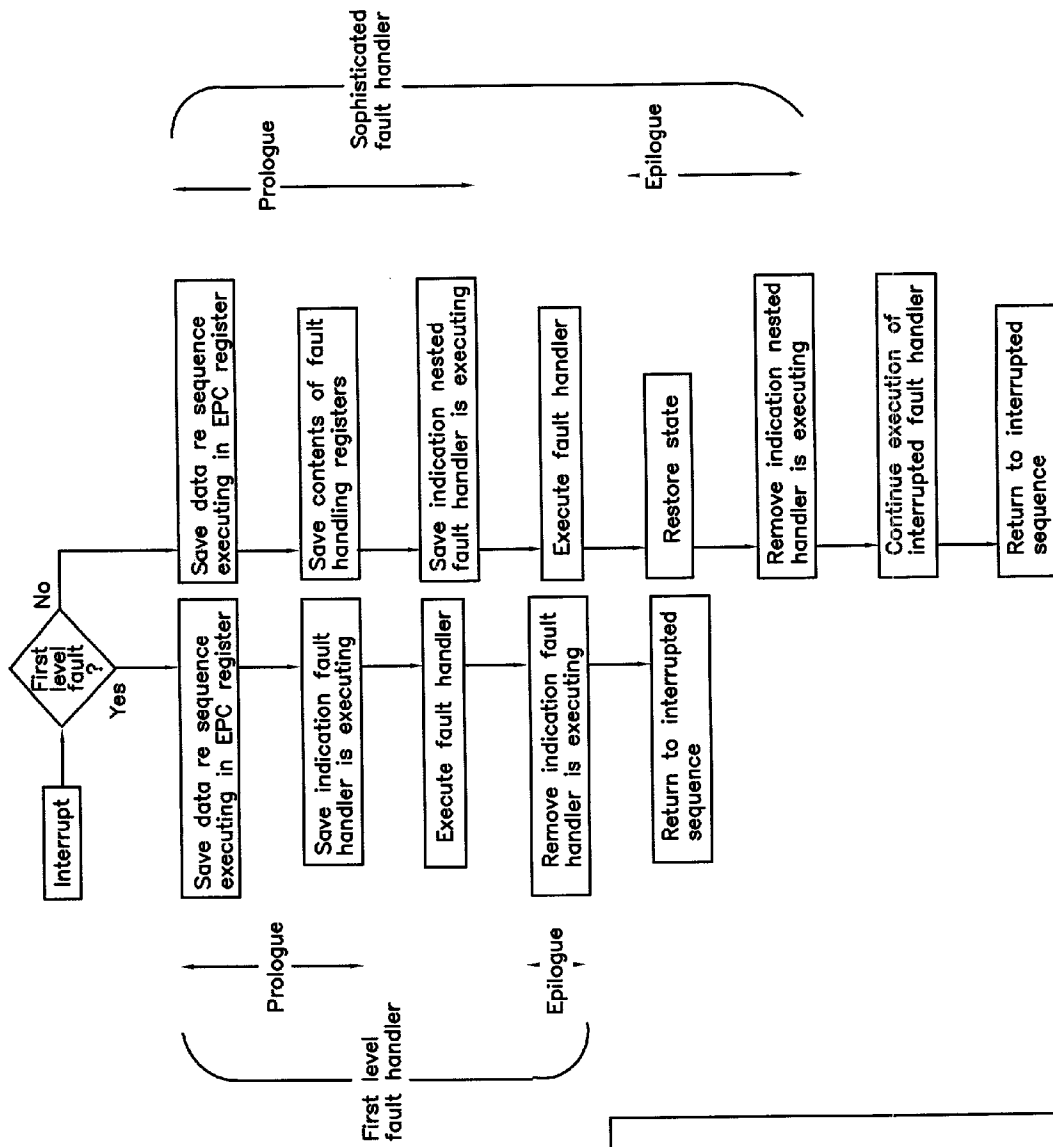 Interrupt
First
level
fault
?
Yes
No
Save data re sequence
executing in EPC register
Save indication fault
handler is executing
Execute fault handler
Remove indication fault
handler is executing
Return to interrupted
sequence
Save data re sequence
executing in EPC register
Save contents of fault
handling registers
Save indication nested
fault handler is executing
Execute fault handler
Restore state
Remove indication nested
handler is executing
Continue execution of
interrupted fault handler
Return to interrupted
sequence
Prologue
Epilogue
First level
fault handler
Prologue
Epilogue
Sophisticated
fault handler